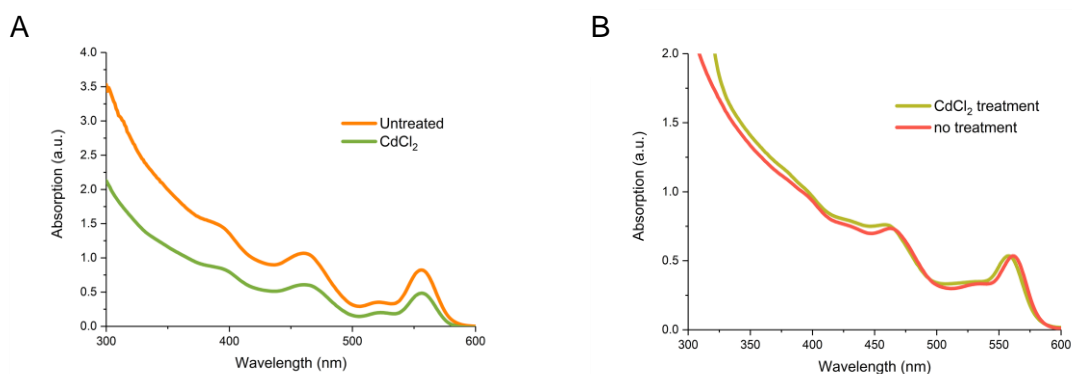 A
4.0
3.5
3.0
2.5
2.0
1.5
1.0
0.5
0.0
Absorption (a.u.)
Untreated
CdCl2
300
400
500
600
Wavelength (nm)
B
2.0
1.5
1.0
0.5
0.0
Absorption (a.u.)
CdCl2 treatment
no treatment
300
350
400
450
500
550
600
Wavelength (nm)